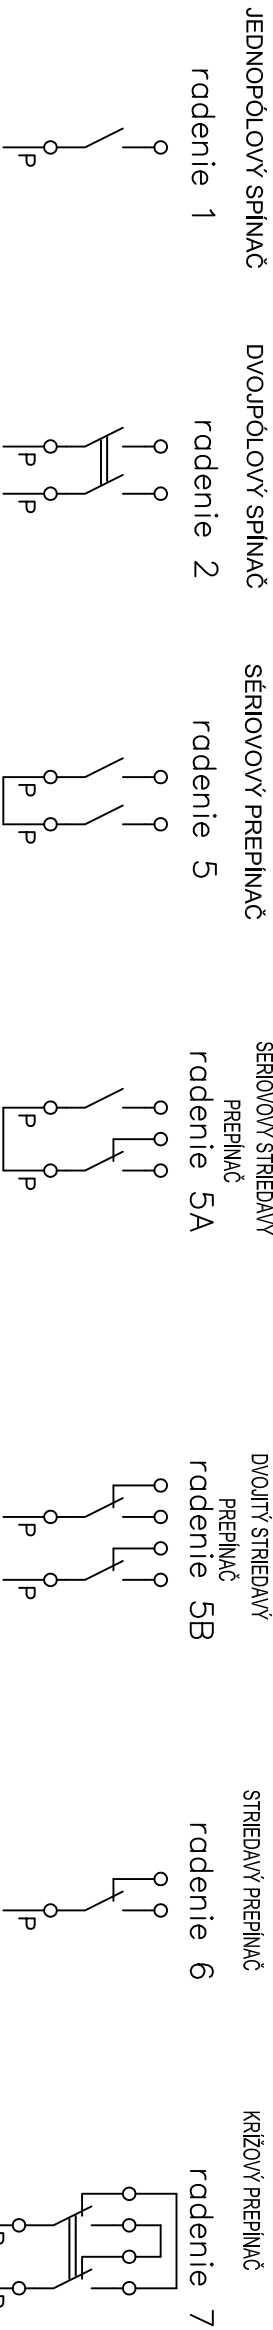 JEDNOPÓLOVÝ SPÍNAČ
radenie 1
P
DVOJPÓLOVÝ SPÍNAČ
radenie 2
P P
SÉRIOVOVÝ PREPÍNAČ
radenie 5
P P
SÉRIOVOVÝ STRIEDAVÝ
PREPÍNAČ
radenie 5A
P P
DVOJITÝ STRIEDAVÝ
PREPÍNAČ
radenie 5B
P P
STRIEDAVÝ PREPÍNAČ
radenie 6
P
KRÍŽOVÝ PREPÍNAČ
radenie 7
P P